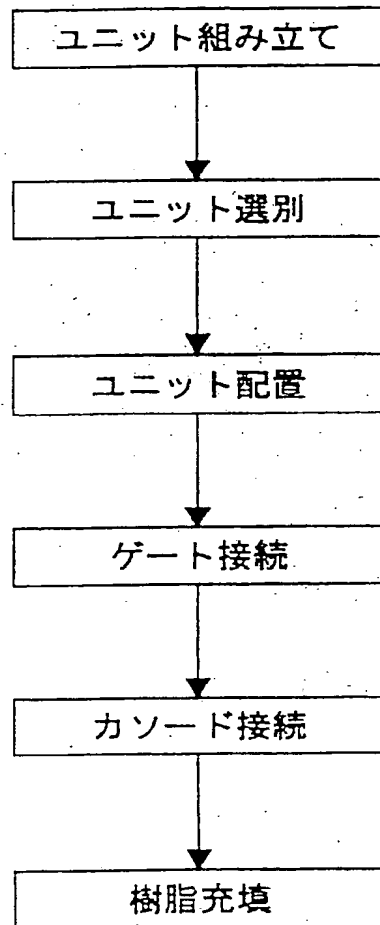 ユニット組み立て
ユニット選別
ユニット配置
ゲート接続
カソード接続
樹脂充填